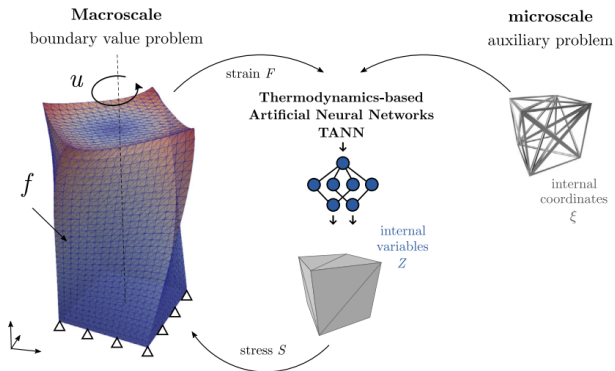 Macroscale
boundary value problem
u
f
strain F
Thermodynamics-based
Artificial Neural Networks
TANN
internal
variables
Z
stress S
microscale
auxiliary problem
internal
coordinates
ξ